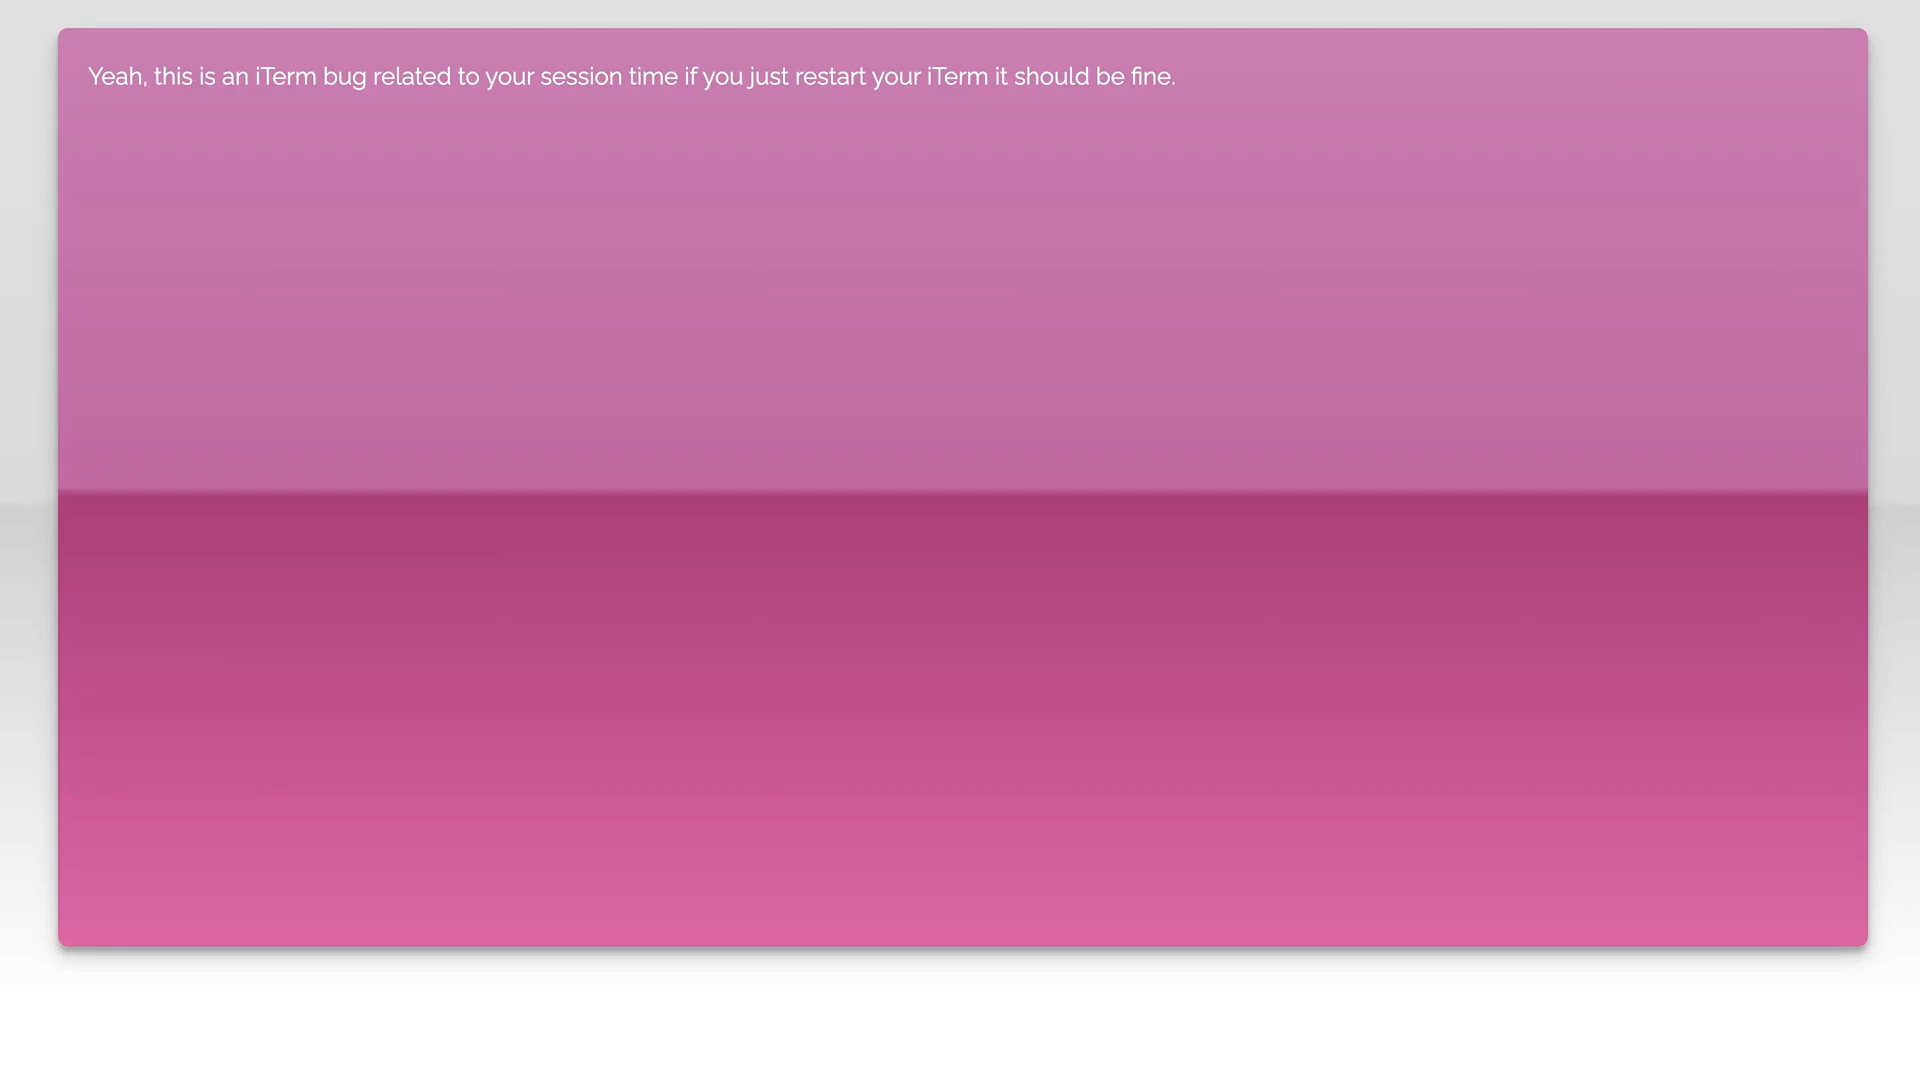 Yeah, this is an iTerm bug related to your session time if you just restart your iTerm it should be fine.